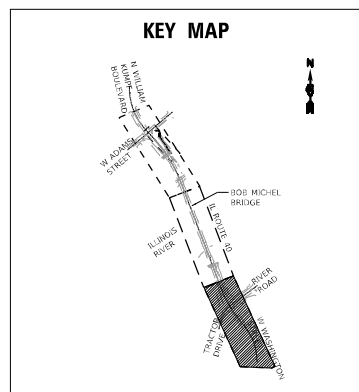 KEY MAP
N
N WILLIAM
KUMPF
BOULEVARD
W ADAMS
STREET
BOB MICHEL
BRIDGE
ILLINOIS
RIVER
IL ROUTE 40
RIVER
ROAD
TRACTOR
DRIVE
W WASHINGTON